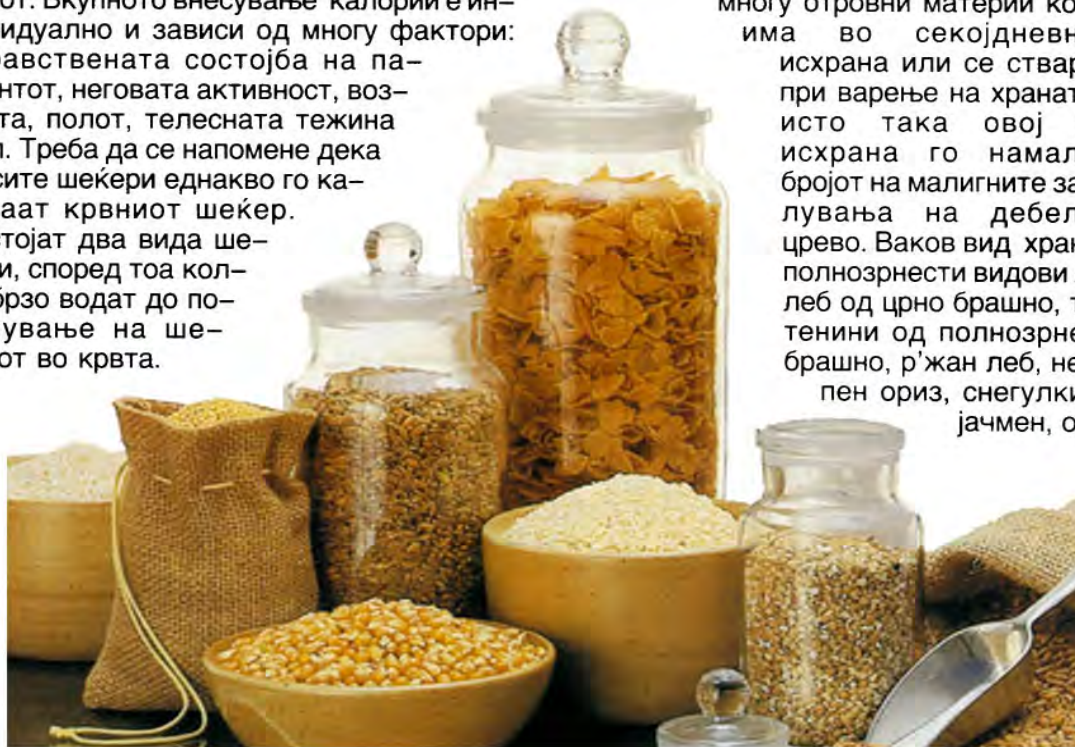 от. Вкупното внесување калории е ин–
видуално и зависи од многу фактори:
равствената состојба на па–
нтот, неговата активност, воз–
та, полот, телесната тежина
л. Треба да се напомене дека
сите шеќери еднакво го ка–
ваат крвниот шеќер.
стојат два вида ше–
и, според тоа кол–
брзо водат до по–
ување на ше–
от во крвта.
многу отровни материи ко
има во секојдневн
исхрана или се ствар
при варење на хранат
исто така овој
исхрана го намал
бројот на малигните за
лувања на дебел
црево. Ваков вид хран
полнозрнести видови
леб од црно брашно, т
тенини од полнозрне
брашно, р’жан леб, не
пен ориз, снегулки
јачмен, о